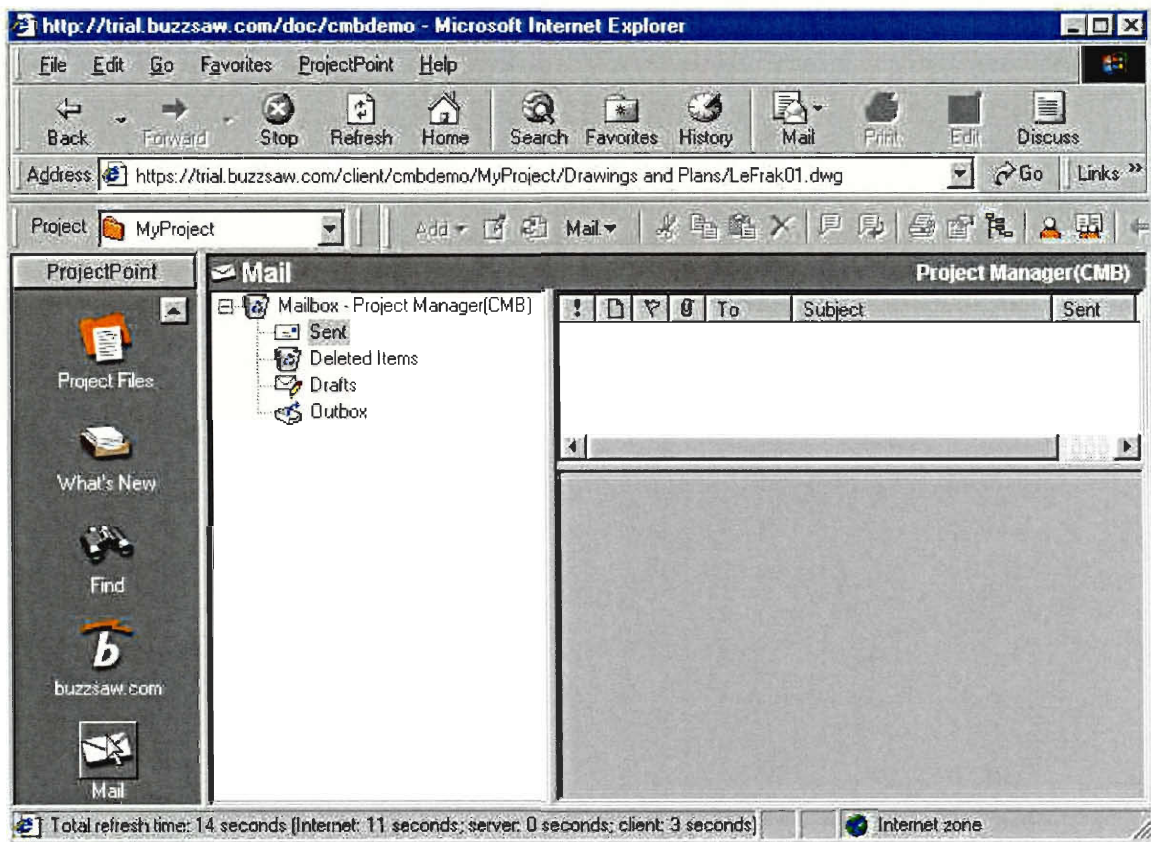 http://trial.buzzsaw.com/doc/cmbdemo - Microsoft Internet Explorer
File Edit Go Favorites ProjectPoint Help
Back Forward Stop Refresh Home Search Favorites History Mail Print Edit Discuss
Address https://trial.buzzsaw.com/client/cmbdemo/MyProject/Drawings and Plans/LeFrak01.dwg Go Links »
Project MyProject Add Mail
ProjectPoint Mail Project Manager(CMB)
Mailbox - Project Manager(CMB) ! To Subject Sent
Sent
Deleted Items
Drafts
Outbox
Project Files
What's New
Find
b
buzzsaw.com
Mail
Total refresh time: 14 seconds (Internet: 11 seconds; server: 0 seconds; client: 3 seconds) Internet zone